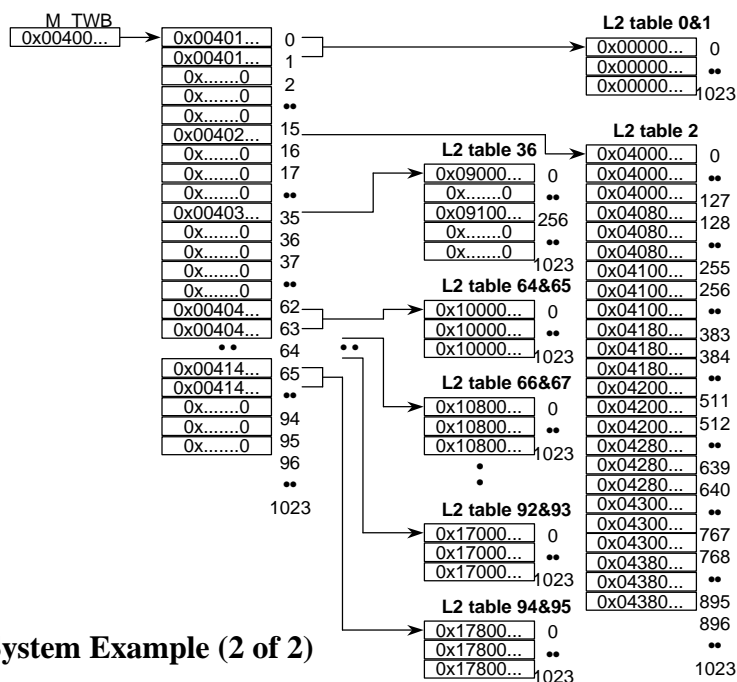 M_TWB
0x00400...
0x00401...
0x00401...
0x.......0
0x.......0
0x.......0
0x00402...
0x.......0
0x.......0
0x.......0
0x00403...
0x.......0
0x.......0
0x.......0
0x.......0
0x00404...
0x00404...
0x00414...
0x00414...
0x.......0
0x.......0
0x.......0
0
1
2
15
16
17
35
36
37
62
63
64
65
94
95
96
1023
L2 table 36
0x09000... 0
0x.......0
0x09100... 256
0x.......0
0x.......0 1023
L2 table 64&65
0x10000... 0
0x10000...
0x10000... 1023
L2 table 66&67
0x10800... 0
0x10800...
0x10800... 1023
L2 table 92&93
0x17000... 0
0x17000...
0x17000... 1023
L2 table 94&95
0x17800... 0
0x17800...
0x17800... 1023
L2 table 0&1
0x00000... 0
0x00000...
0x00000... 1023
L2 table 2
0x04000...
0x04000...
0x04000...
0x04080...
0x04080...
0x04080...
0x04100...
0x04100...
0x04100...
0x04180...
0x04180...
0x04180...
0x04200...
0x04200...
0x04200...
0x04280...
0x04280...
0x04280...
0x04300...
0x04300...
0x04300...
0x04380...
0x04380...
0x04380...
0
127
128
255
256
383
384
511
512
639
640
767
768
895
896
1023
ystem Example (2 of 2)